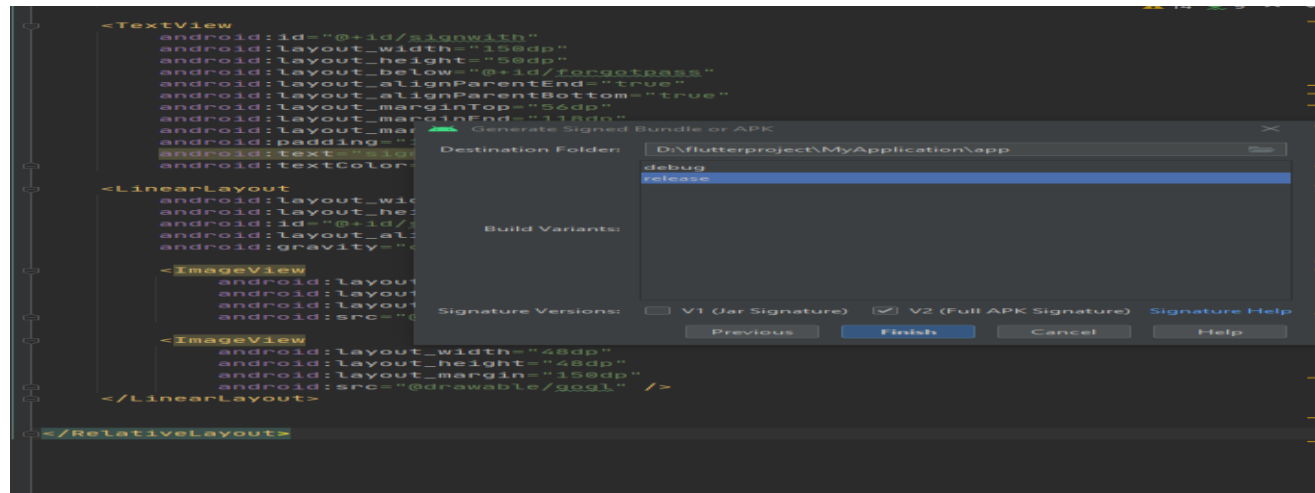 <TextView
android:id="@+id/signwith"
android:layout_width="150dp"
android:layout_height="50dp"
android:layout_below="@+id/forgotpass"
android:layout_alignParentEnd="true"
android:layout_alignParentBottom="true"
android:layout_marginTop="56dp"
android:layout_marginEnd="118dp"
android:layout_mar
Generate Signed Bundle or APK
android:padding="
Destination Folder: D:\flutterproject\MyApplication\app
android:text="sign
debug
android:textColor=
release
<LinearLayout
android:layout_wid
android:layout_hei
android:id="@+id/
Build Variants:
android:layout_ali
android:gravity="
<ImageView
android:layout
android:layout
android:layout
Signature Versions: V1 (Jar Signature) V2 (Full APK Signature) Signature Help
android:src="@
Previous Finish Cancel Help
<ImageView
android:layout_width="48dp"
android:layout_height="48dp"
android:layout_margin="150dp"
android:src="@drawable/gogl" />
</LinearLayout>
</RelativeLayout>